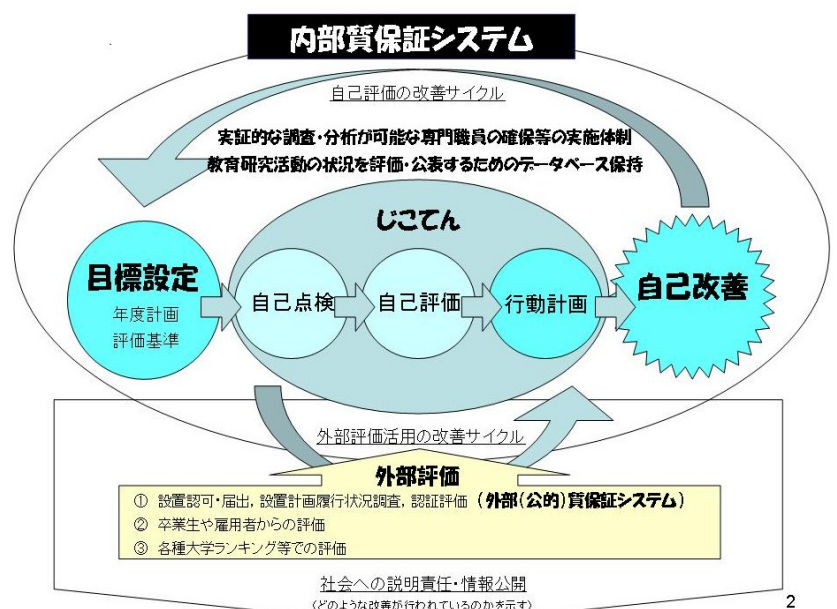 内部質保証システム
自己評価の改善サイクル
実証的な調査・分析が可能な専門職員の確保等の実施体制
教育研究活動の状況を評価・公表するためのデータベース保持
じこてん
目標設定
年度計画
評価基準
自己点検
自己評価
行動計画
自己改善
外部評価活用の改善サイクル
外部評価
① 設置認可・届出, 設置計画履行状況調査, 認証評価 (外部(公的)質保証システム)
② 卒業生や雇用者からの評価
③ 各種大学ランキング等での評価
社会への説明責任・情報公開
(どのような改善が行われているのかを示す)
2